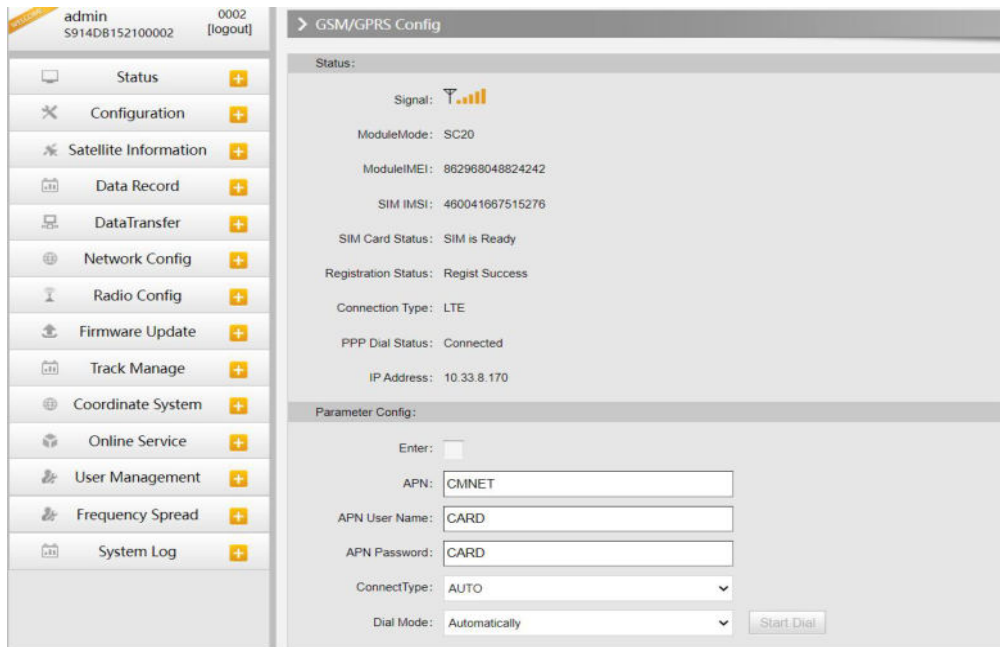 WELCOME
admin
0002
S914DB152100002
[logout]
Status
Configuration
Satellite Information
Data Record
DataTransfer
Network Config
Radio Config
Firmware Update
Track Manage
Coordinate System
Online Service
User Management
Frequency Spread
System Log
GSM/GPRS Config
Status:
Signal:
ModuleMode: SC20
ModuleIMEI: 862968048824242
SIM IMSI: 460041667515276
SIM Card Status: SIM is Ready
Registration Status: Regist Success
Connection Type: LTE
PPP Dial Status: Connected
IP Address: 10.33.8.170
Parameter Config:
Enter:
APN: CMNET
APN User Name: CARD
APN Password: CARD
ConnectType: AUTO
Dial Mode: Automatically Start Dial